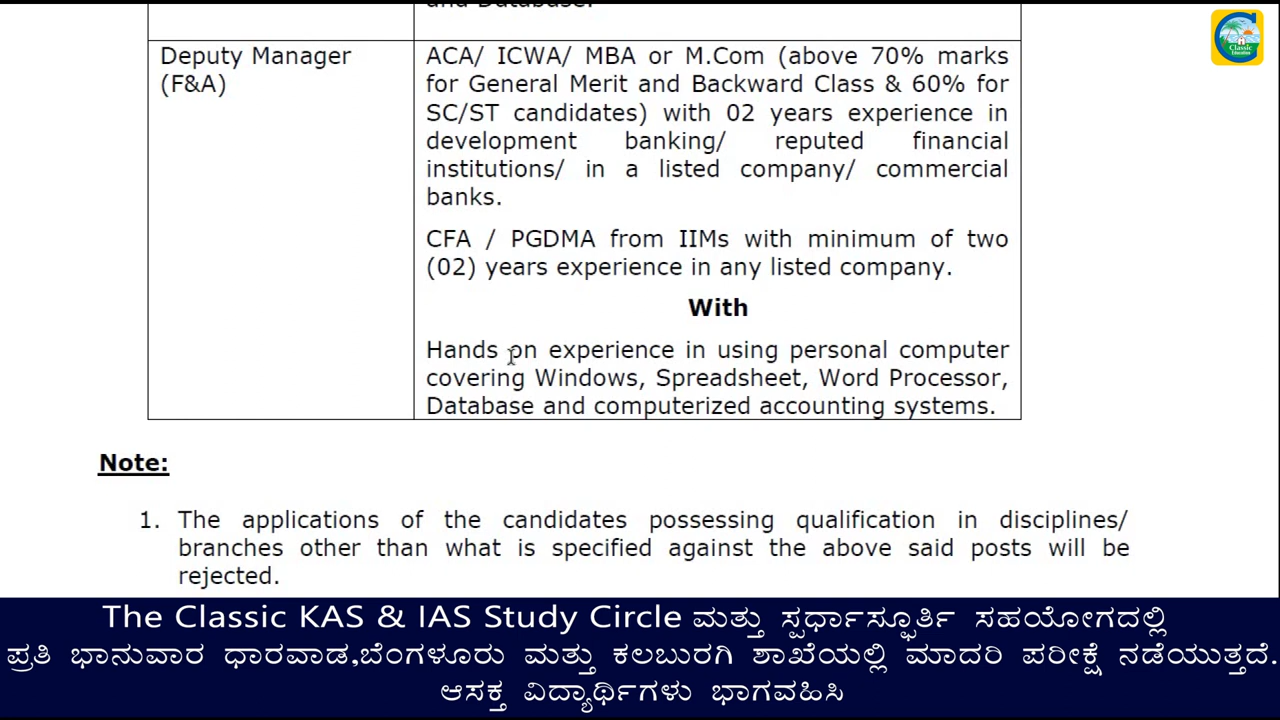 and Database.
Deputy Manager
(F&A)
ACA/ ICWA/ MBA or M.Com (above 70% marks
for General Merit and Backward Class & 60% for
SC/ST candidates) with 02 years experience in
development banking/ reputed financial
institutions/ in a listed company/ commercial
banks.
CFA / PGDMA from IIMs with minimum of two
(02) years experience in any listed company.
With
Hands on experience in using personal computer
covering Windows, Spreadsheet, Word Processor,
Database and computerized accounting systems.
Note:
1. The applications of the candidates possessing qualification in disciplines/
branches other than what is specified against the above said posts will be
rejected.
Classic
Education
The Classic KAS & IAS Study Circle ಮತ್ತು ಸ್ಪರ್ಧಾಸ್ಫೂರ್ತಿ ಸಹಯೋಗದಲ್ಲಿ
ಪ್ರತಿ ಭಾನುವಾರ ಧಾರವಾಡ,ಬೆಂಗಳೂರು ಮತ್ತು ಕಲಬುರಗಿ ಶಾಖೆಯಲ್ಲಿ ಮಾದರಿ ಪರೀಕ್ಷೆ ನಡೆಯುತ್ತದೆ.
ಆಸಕ್ತ ವಿದ್ಯಾರ್ಥಿಗಳು ಭಾಗವಹಿಸಿ